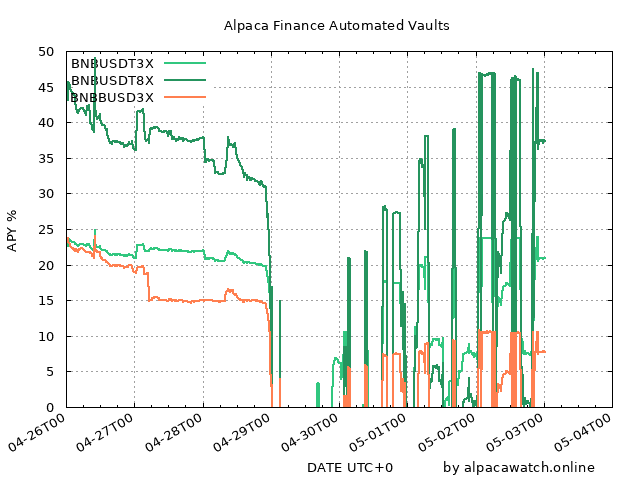 Alpaca Finance Automated Vaults
50
45
40
35
30
25
20
15
10
5
0
APY %
BNBUSDT3X
BNBUSDT8X
BNBBUSD3X
04-26T00
04-27T00
04-28T00
04-29T00
04-30T00
05-01T00
05-02T00
05-03T00
05-04T00
DATE UTC+0
by alpacawatch.online